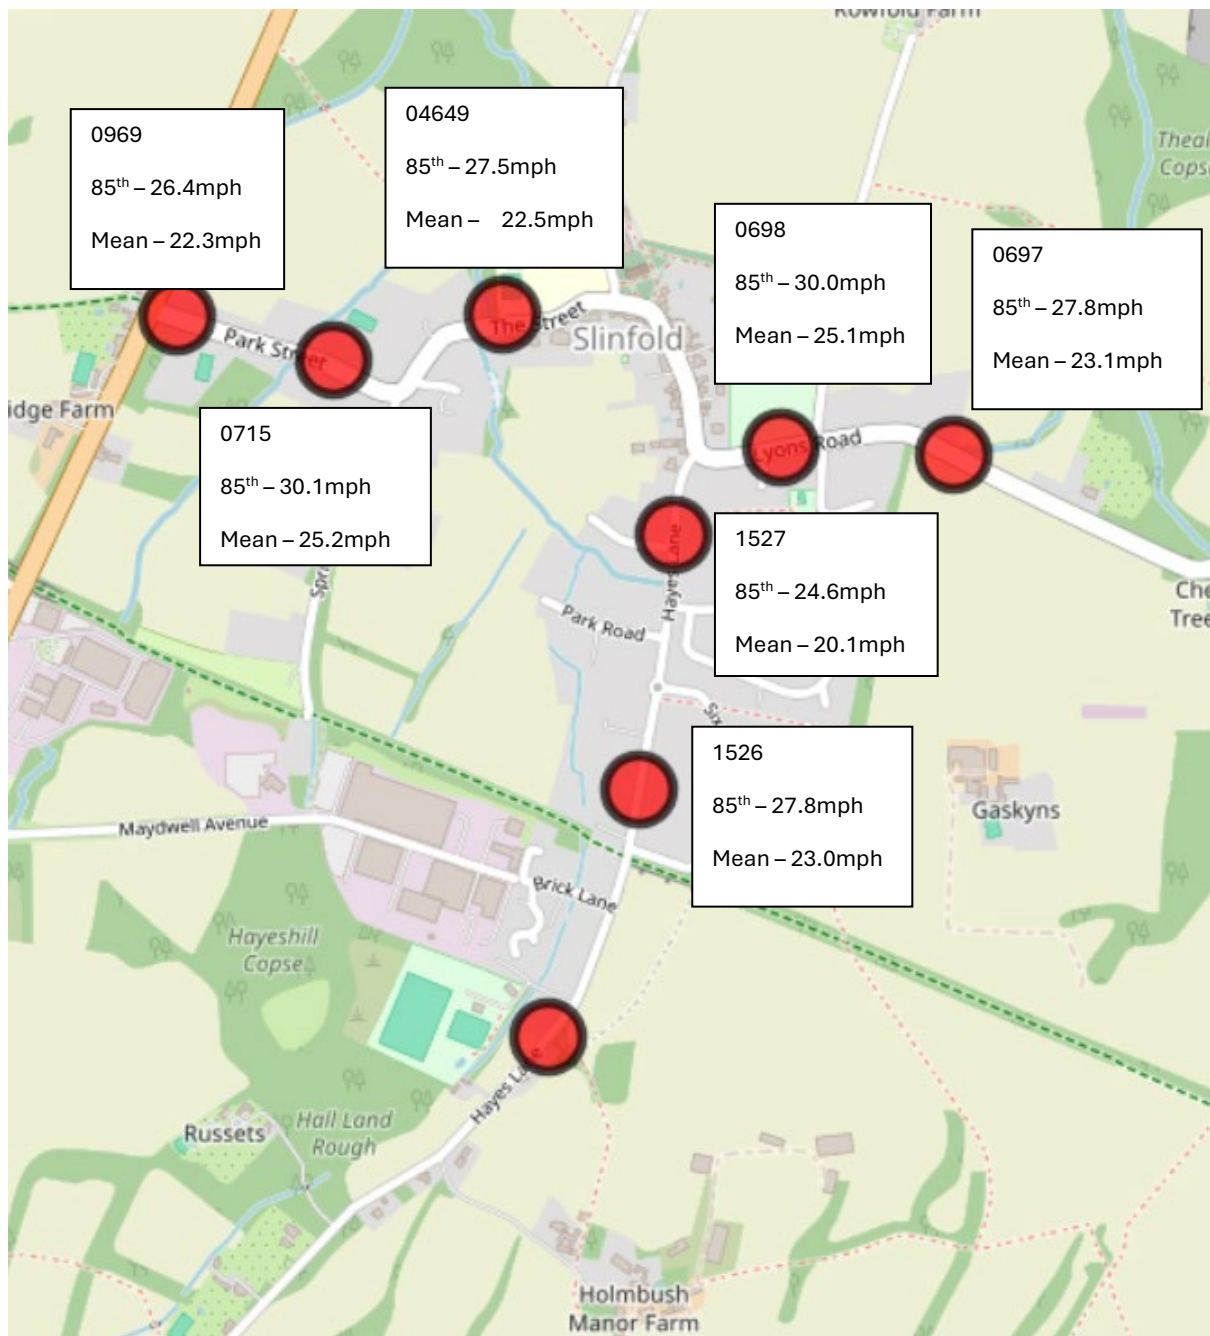 Rowfold Farm
0969
85th – 26.4mph
Mean – 22.3mph
04649
85th – 27.5mph
Mean – 22.5mph
Theal
Copse
0698
85th – 30.0mph
Mean – 25.1mph
0697
85th – 27.8mph
Mean – 23.1mph
Park Street
The Street
Slinfold
idge Farm
0715
85th – 30.1mph
Mean – 25.2mph
Lyons Road
1527
85th – 24.6mph
Mean – 20.1mph
Spri
Hayes Lane
Park Road
Che
Tree
Six
1526
85th – 27.8mph
Mean – 23.0mph
Gaskyns
Maydwell Avenue
Brick Lane
Hayeshill
Copse
Hayes Lane
Russets
Hall Land
Rough
Holmbush
Manor Farm